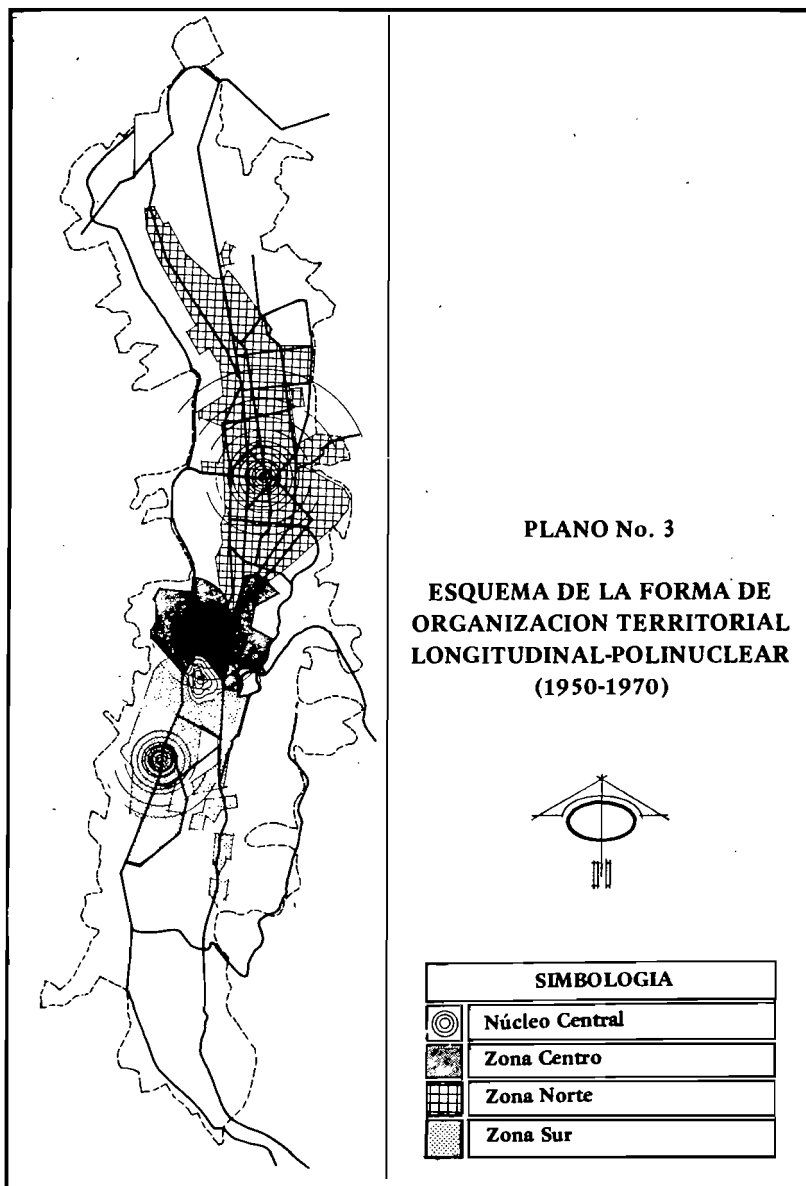 PLANO No. 3
ESQUEMA DE LA FORMA DE
ORGANIZACION TERRITORIAL
LONGITUDINAL-POLINUCLEAR
(1950-1970)
SIMBOLOGIA
Núcleo Central
Zona Centro
Zona Norte
Zona Sur